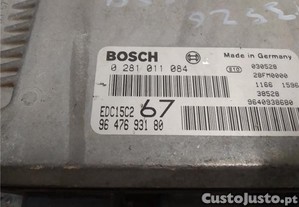 BOSCH
Made in Germany
0 281 011 084
030528
28FM0000
1166 1596
38528
9640938680
EDC15C2 67
96 476 931 80
CustoJusto.pt